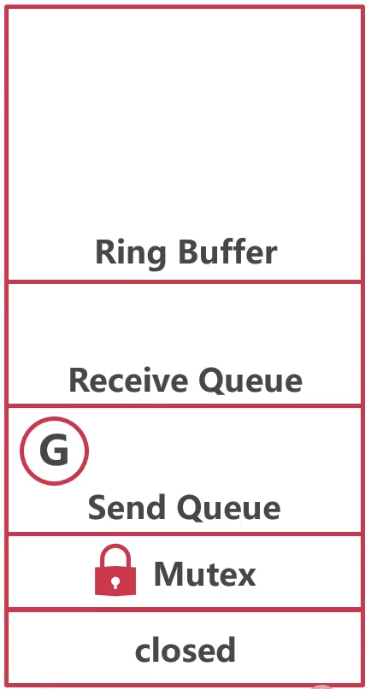 Ring Buffer
Receive Queue
G
Send Queue
Mutex
closed